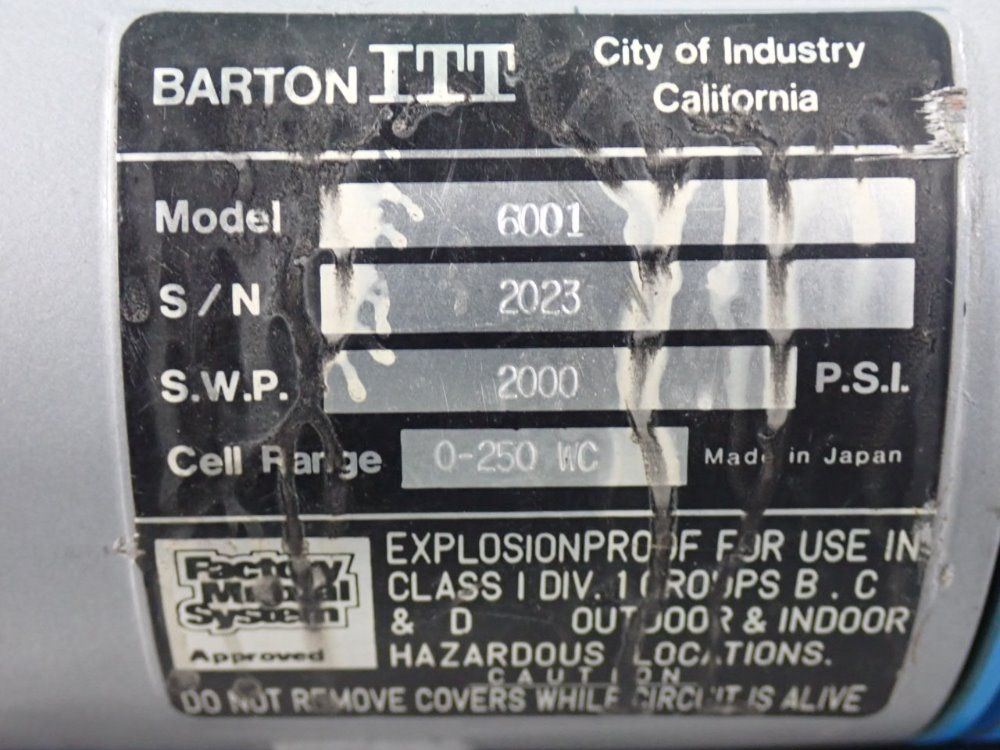 BARTON ITT City of Industry
California
Model 6001
S/N 2023
S.W.P. 2000 P.S.I.
Cell Range 0-250 WC Made in Japan
Factory
Mutual
System
Approved
EXPLOSIONPROOF FOR USE IN
CLASS I DIV. 1 GROUPS B . C
& D OUTDOOR & INDOOR
HAZARDOUS LOCATIONS.
CAUTION
DO NOT REMOVE COVERS WHILE CIRCUIT IS ALIVE